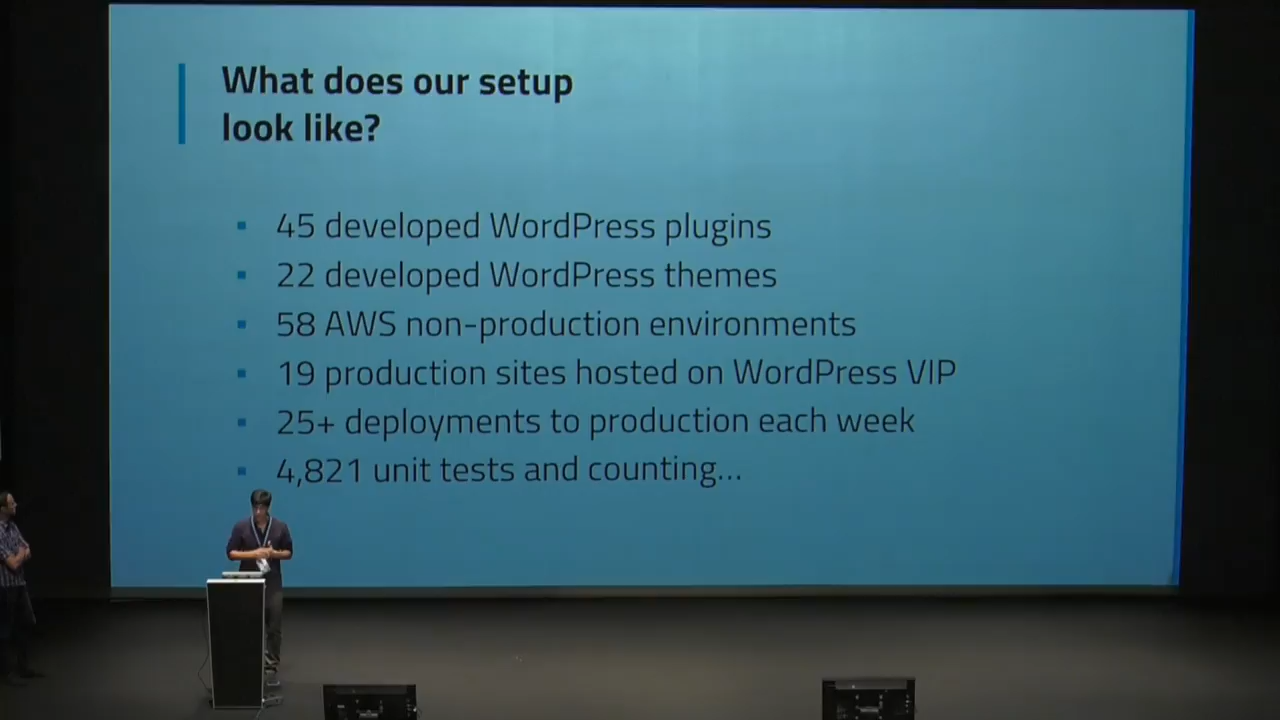 What does our setup
look like?
45 developed WordPress plugins
22 developed WordPress themes
58 AWS non-production environments
19 production sites hosted on WordPress VIP
25+ deployments to production each week
4,821 unit tests and counting...